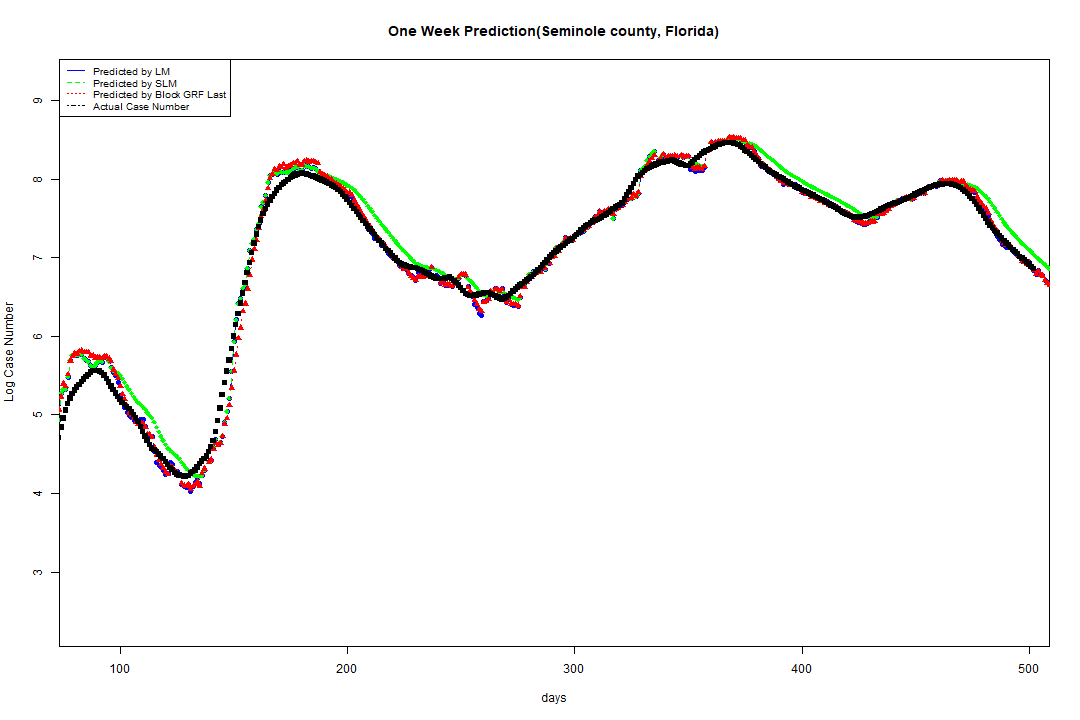 One Week Prediction(Seminole county, Florida)
Predicted by LM
Predicted by SLM
Predicted by Block GRF Last
Actual Case Number
9
8
7
6
5
4
3
Log Case Number
100 200 300 400 500
days